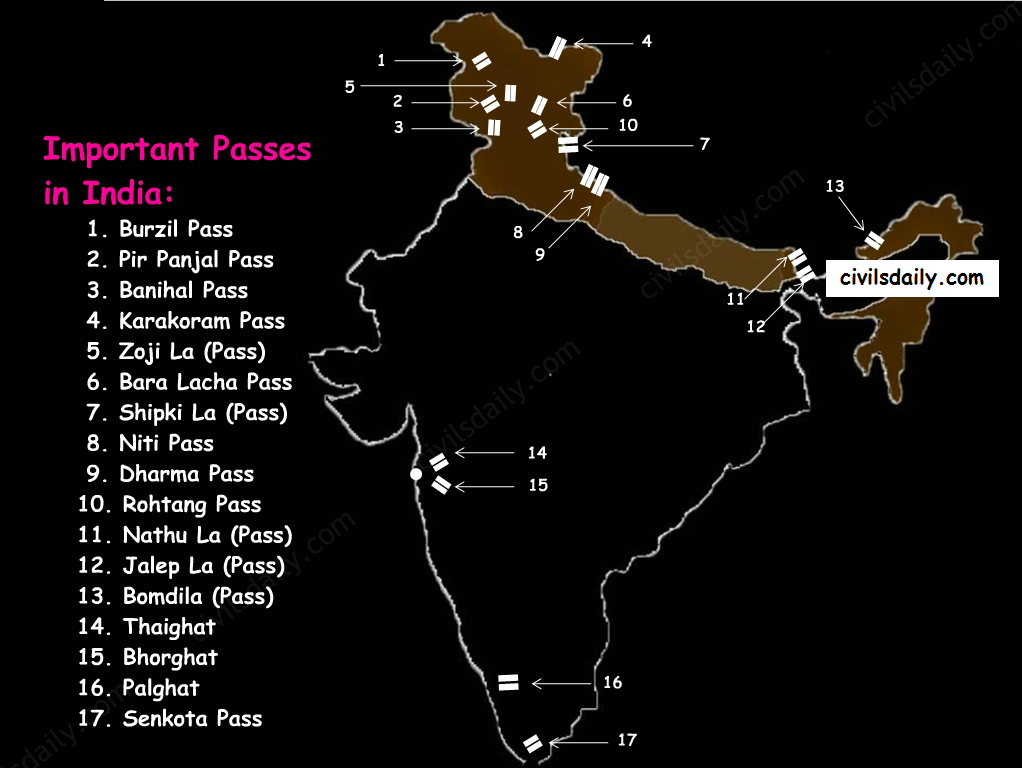 Important Passes
in India:
1. Burzil Pass
2. Pir Panjal Pass
3. Banihal Pass
4. Karakoram Pass
5. Zoji La (Pass)
6. Bara Lacha Pass
7. Shipki La (Pass)
8. Niti Pass
9. Dharma Pass
10. Rohtang Pass
11. Nathu La (Pass)
12. Jalep La (Pass)
13. Bomdila (Pass)
14. Thaighat
15. Bhorghat
16. Palghat
17. Senkota Pass
4
1
5
2
6
3
10
7
13
8
9
civilsdaily.com
11
12
14
15
16
17
civilsdaily.com
civilsdaily.com
civilsdaily.com
civilsdaily.com
civilsdaily.com